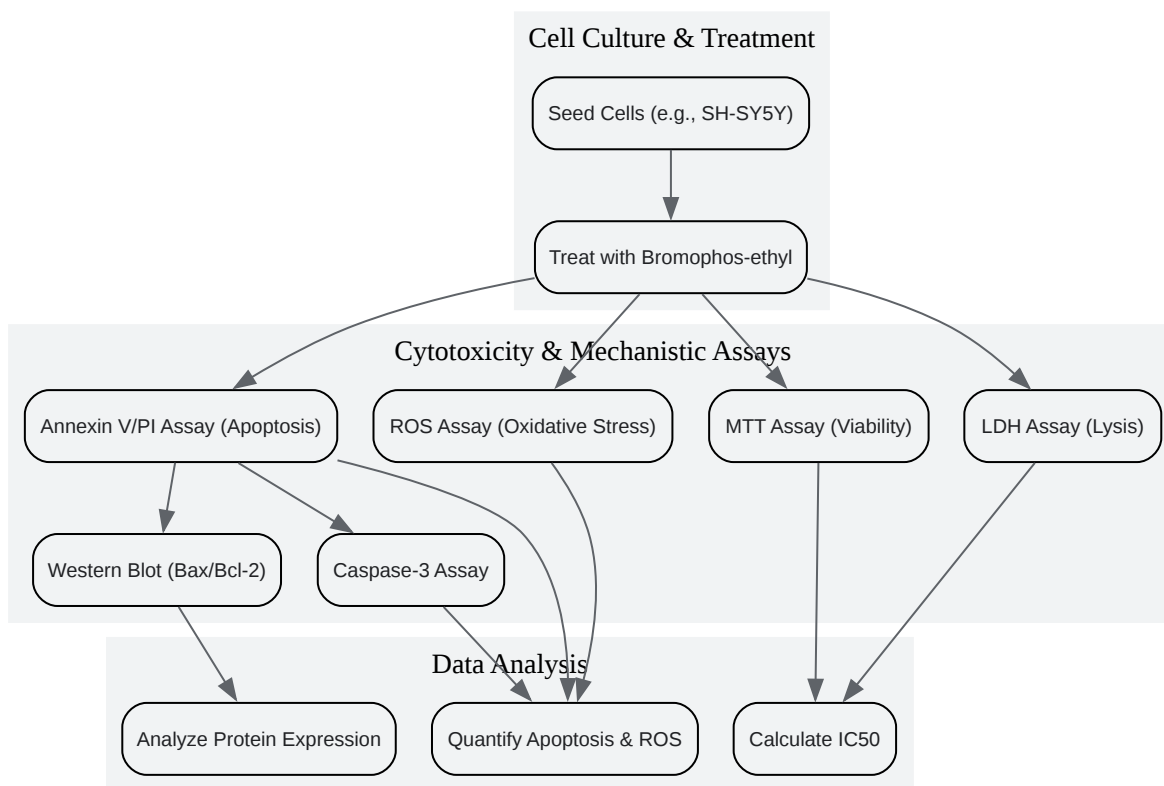 Cell Culture & Treatment
Seed Cells (e.g., SH-SY5Y)
Treat with Bromophos-ethyl
Cytotoxicity & Mechanistic Assays
Annexin V/PI Assay (Apoptosis)
ROS Assay (Oxidative Stress)
MTT Assay (Viability)
LDH Assay (Lysis)
Western Blot (Bax/Bcl-2)
Caspase-3 Assay
Data Analysis
Analyze Protein Expression
Quantify Apoptosis & ROS
Calculate IC50